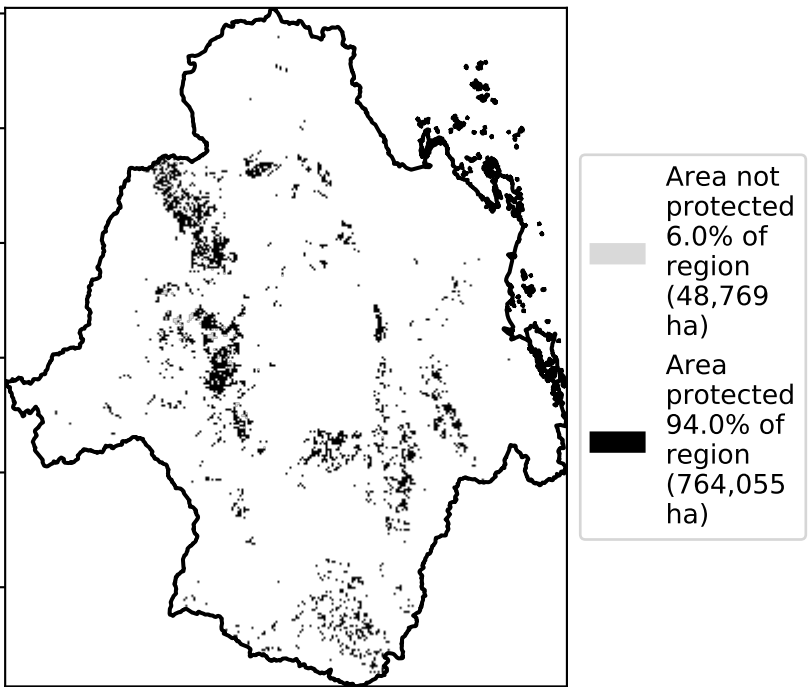 Area not
protected
6.0% of
region
(48,769
ha)
Area
protected
94.0% of
region
(764,055
ha)